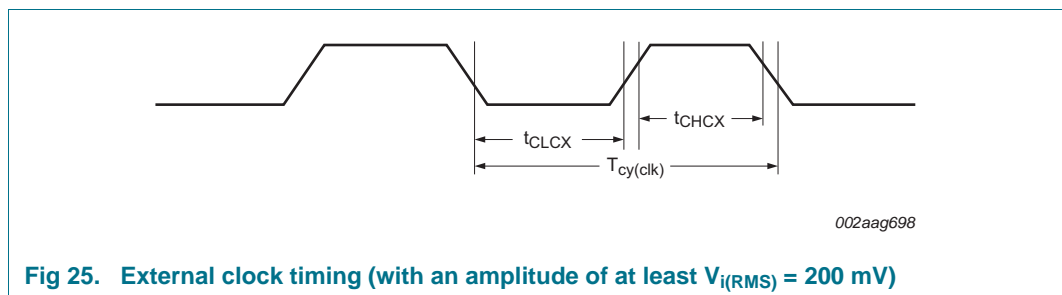 tCLCX
tCHCX
Tcy(clk)
002aag698
Fig 25. External clock timing (with an amplitude of at least Vi(RMS) = 200 mV)